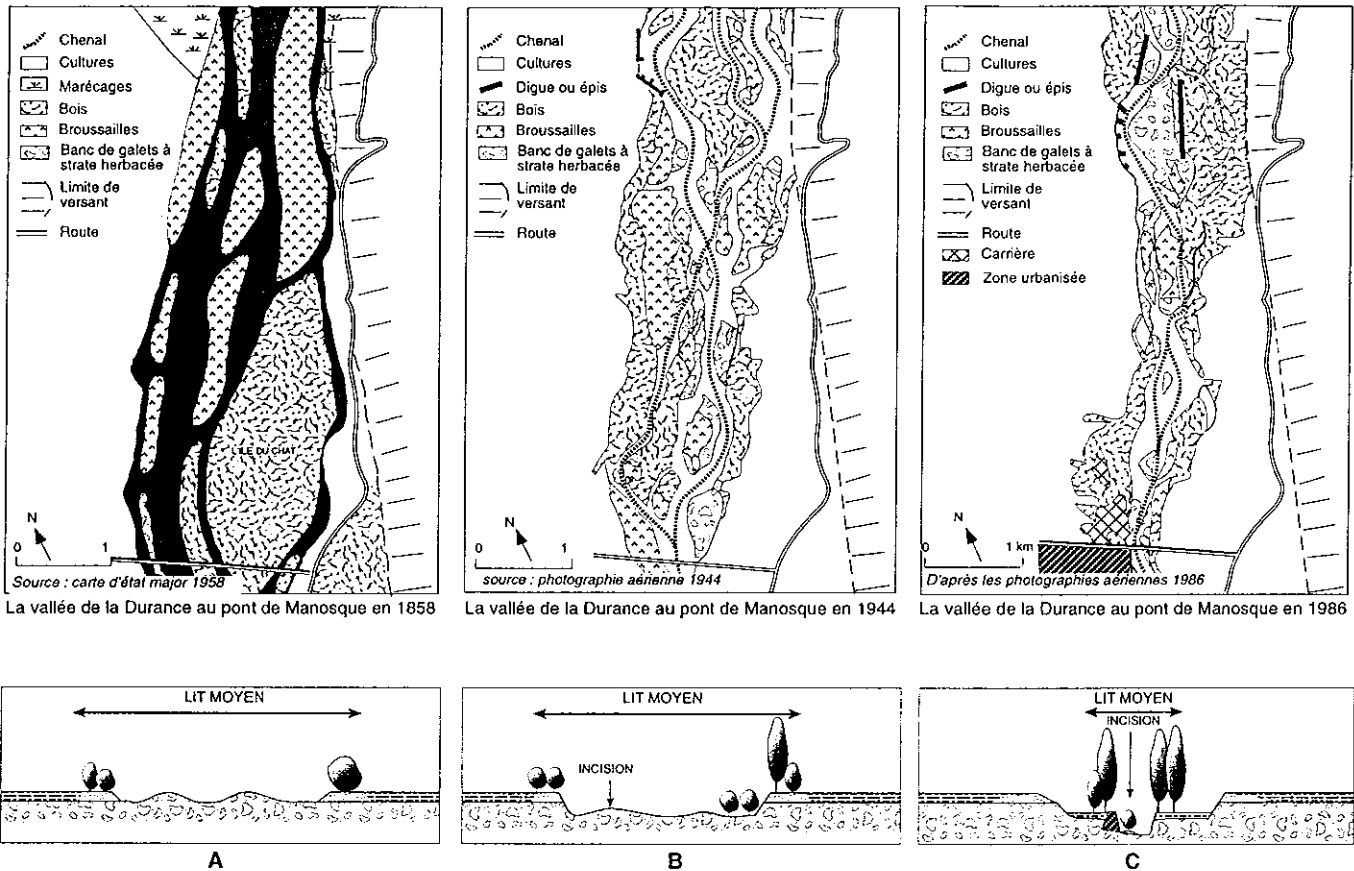 Chenal
Cultures
Marécages
Bois
Broussailles
Banc de galets à
strate herbacée
Limite de
versant
Route
L'ILE DU CHAT
N
0 1
Source : carte d'état major 1958
La vallée de la Durance au pont de Manosque en 1858
Chenal
Cultures
Digue ou épis
Bois
Broussailles
Banc de galets à
strate herbacée
Limite de
versant
Route
N
0 1
source : photographie aérienne 1944
La vallée de la Durance au pont de Manosque en 1944
Chenal
Cultures
Digue ou épis
Bois
Broussailles
Banc de galets à
strate herbacée
Limite de
versant
Route
Carrière
Zone urbanisée
N
0 1 km
D'après les photographies aériennes 1986
La vallée de la Durance au pont de Manosque en 1986
LIT MOYEN
A
LIT MOYEN
INCISION
B
LIT MOYEN
INCISION
C